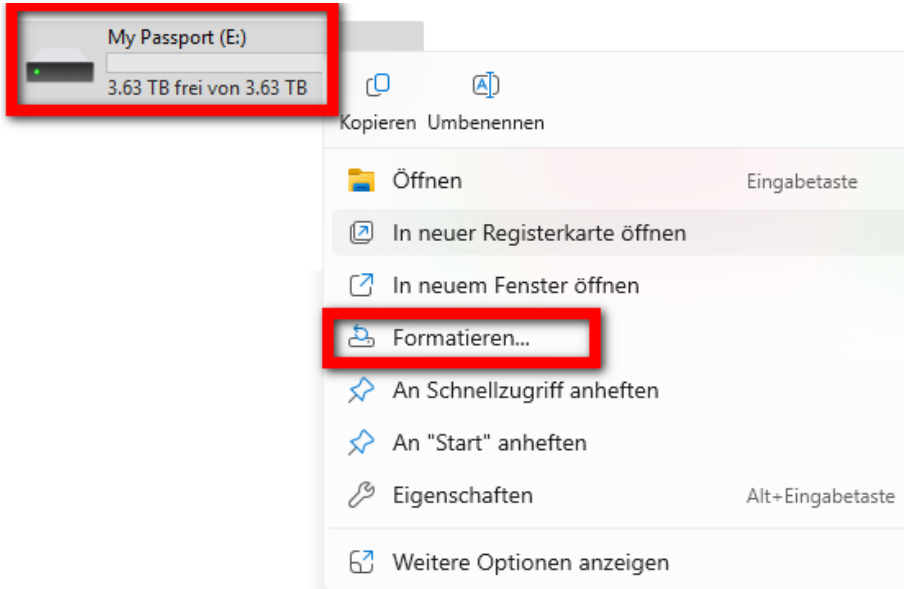 My Passport (E:)
3.63 TB frei von 3.63 TB
Kopieren Umbenennen
Öffnen Eingabetaste
In neuer Registerkarte öffnen
In neuem Fenster öffnen
Formatieren...
An Schnellzugriff anheften
An "Start" anheften
Eigenschaften Alt+Eingabetaste
Weitere Optionen anzeigen